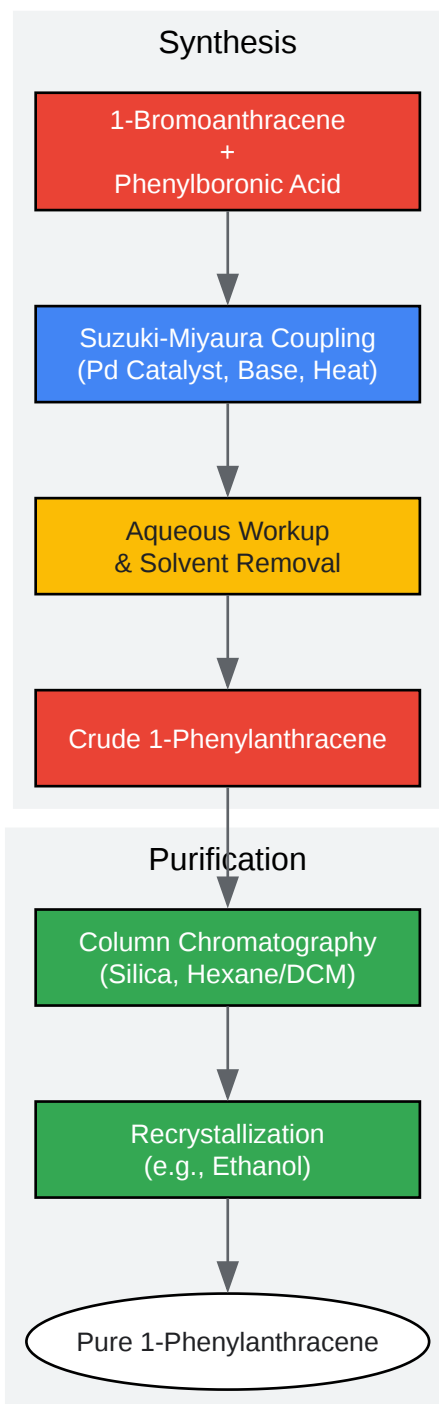 Synthesis
1-Bromoanthracene
+
Phenylboronic Acid
Suzuki-Miyaura Coupling
(Pd Catalyst, Base, Heat)
Aqueous Workup
& Solvent Removal
Crude 1-Phenylanthracene
Purification
Column Chromatography
(Silica, Hexane/DCM)
Recrystallization
(e.g., Ethanol)
Pure 1-Phenylanthracene